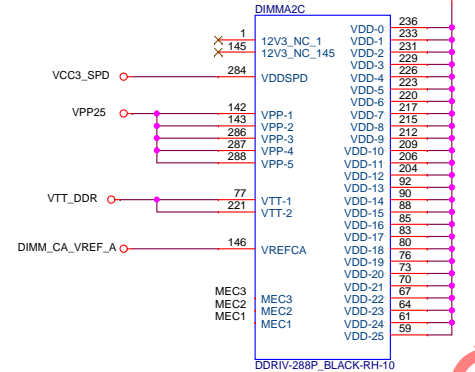 DIMMA2C
1 12V3_NC_1
145 12V3_NC_145
VCC3_SPD 284 VDDSPD
VPP25 142 VPP-1
143 VPP-2
286 VPP-3
287 VPP-4
288 VPP-5
VTT_DDR 77 VTT-1
221 VTT-2
DIMM_CA_VREF_A 146 VREFCA
MEC3 MEC3
MEC2 MEC2
MEC1 MEC1
VDD-0 236
VDD-1 233
VDD-2 231
VDD-3 229
VDD-4 226
VDD-5 223
VDD-6 220
VDD-7 217
VDD-8 215
VDD-9 212
VDD-10 209
VDD-11 206
VDD-12 204
VDD-13 92
VDD-14 90
VDD-15 88
VDD-16 85
VDD-17 83
VDD-18 80
VDD-19 76
VDD-20 73
VDD-21 70
VDD-22 67
VDD-23 64
VDD-24 61
VDD-25 59
DDRIV-288P_BLACK-RH-10